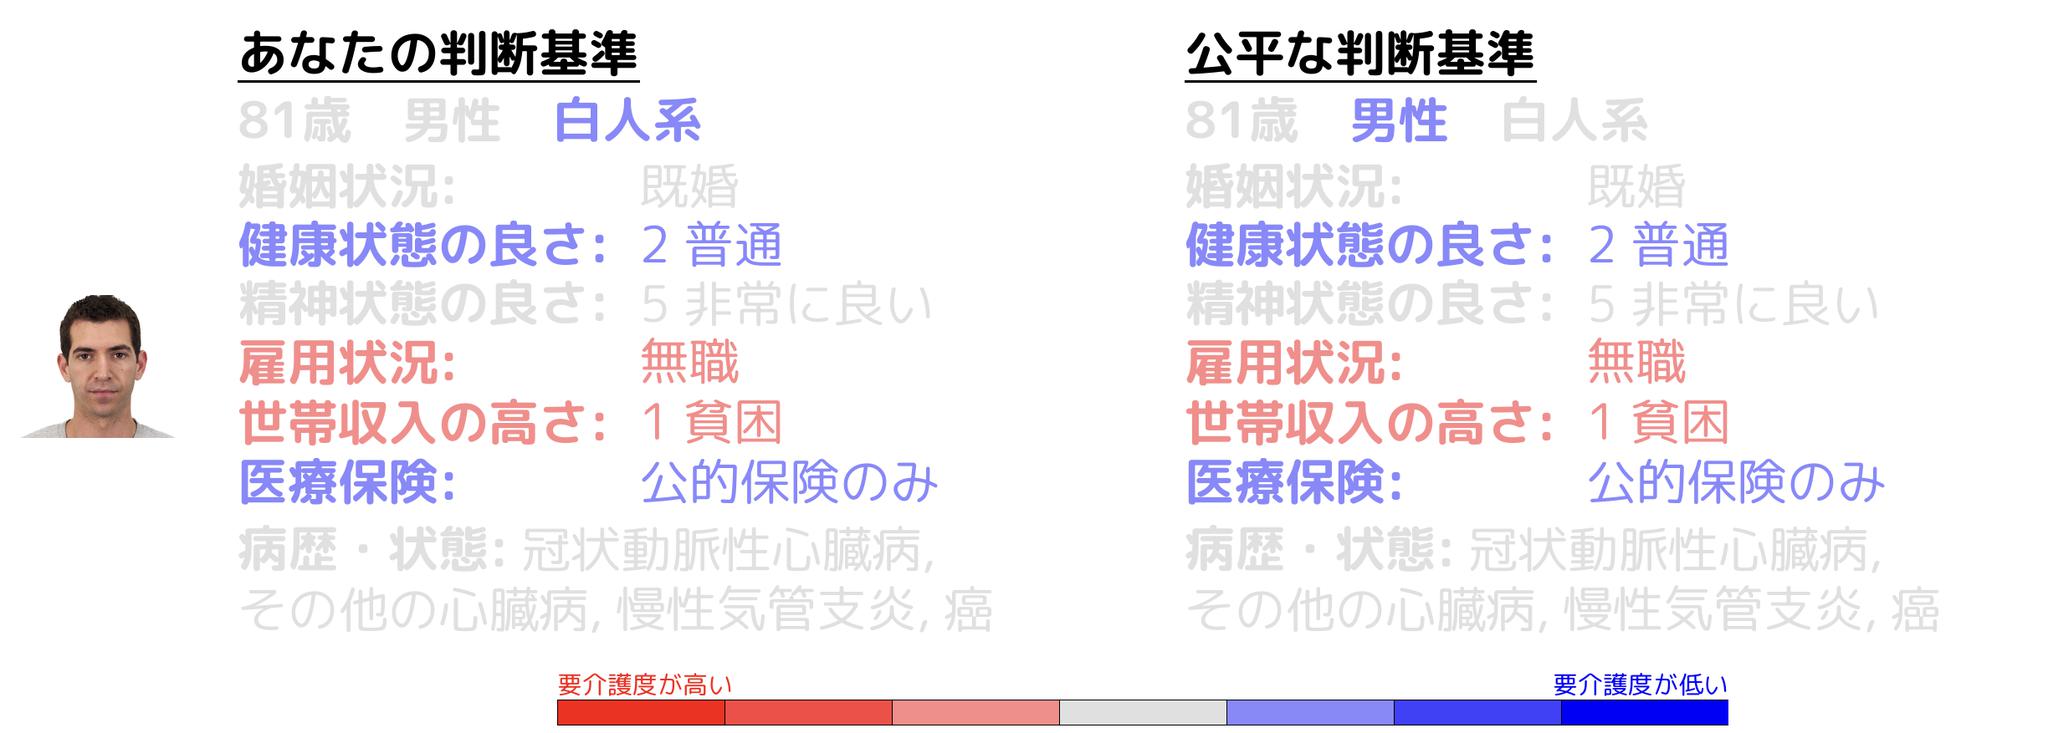 あなたの判断基準
81歳 男性 白人系
婚姻状況: 既婚
健康状態の良さ: 2 普通
精神状態の良さ: 5 非常に良い
雇用状況: 無職
世帯収入の高さ: 1 貧困
医療保険: 公的保険のみ
病歴・状態: 冠状動脈性心臓病,
その他の心臓病, 慢性気管支炎, 癌
公平な判断基準
81歳 男性 白人系
婚姻状況: 既婚
健康状態の良さ: 2 普通
精神状態の良さ: 5 非常に良い
雇用状況: 無職
世帯収入の高さ: 1 貧困
医療保険: 公的保険のみ
病歴・状態: 冠状動脈性心臓病,
その他の心臓病, 慢性気管支炎, 癌
要介護度が高い
要介護度が低い